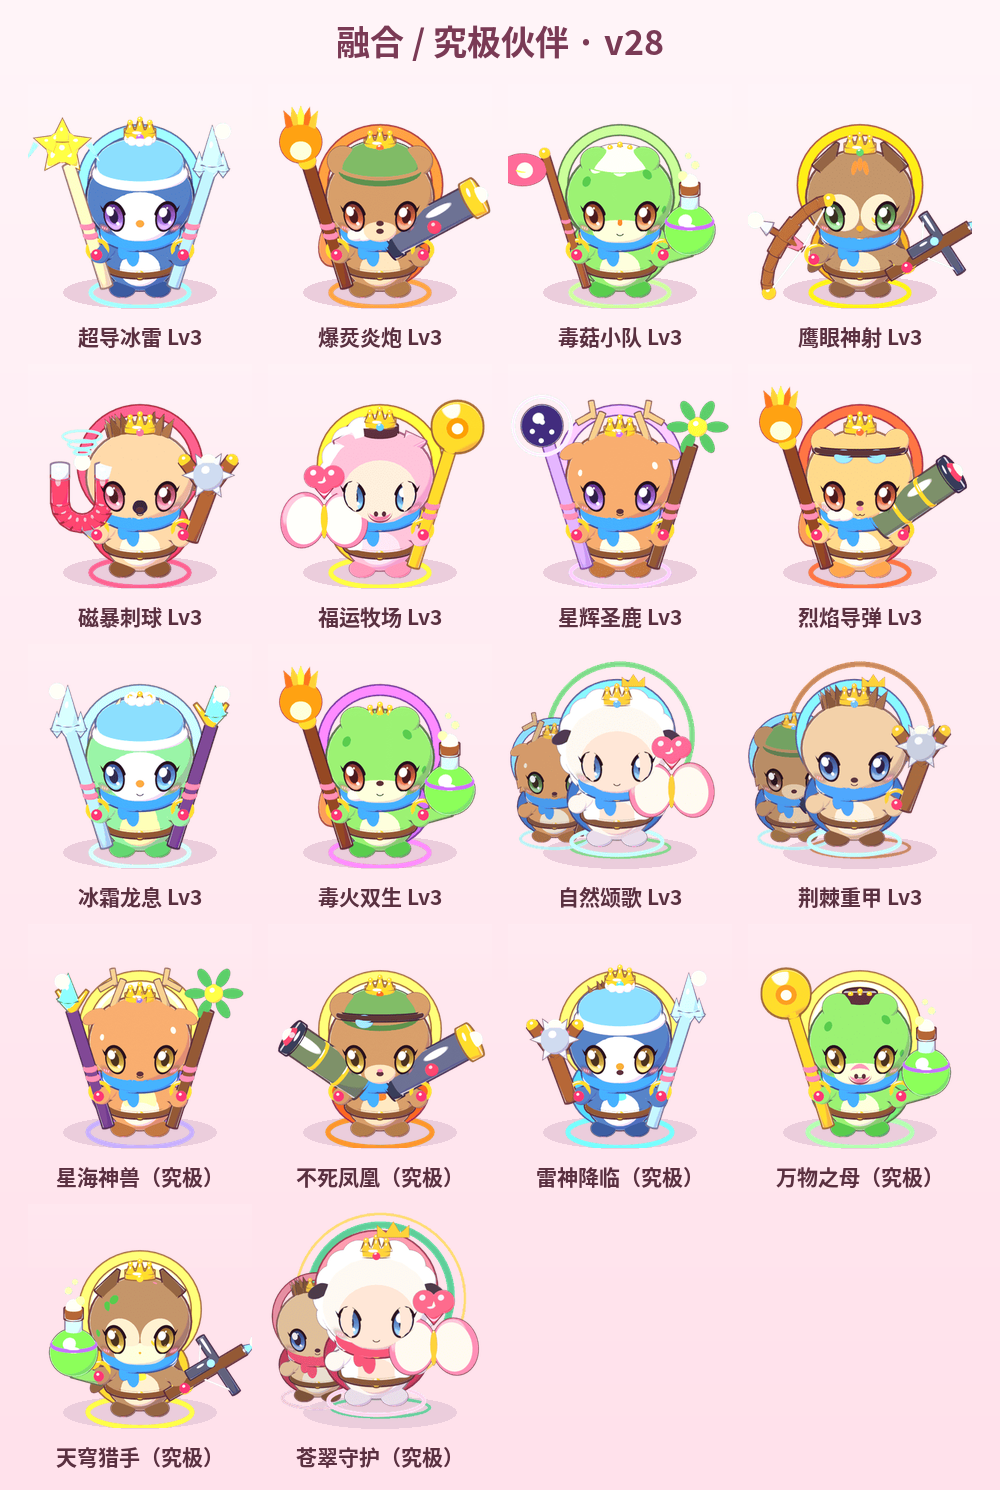 融合 / 究极伙伴 · v28
超导冰雷 Lv3
爆烎炎炮 Lv3
毒菇小队 Lv3
鹰眼神射 Lv3
磁暴刺球 Lv3
福运牧场 Lv3
星辉圣鹿 Lv3
烈焰导弹 Lv3
冰霜龙息 Lv3
毒火双生 Lv3
自然颂歌 Lv3
荆棘重甲 Lv3
星海神兽（究极）
不死凤凰（究极）
雷神降临（究极）
万物之母（究极）
天穹猎手（究极）
苍翠守护（究极）